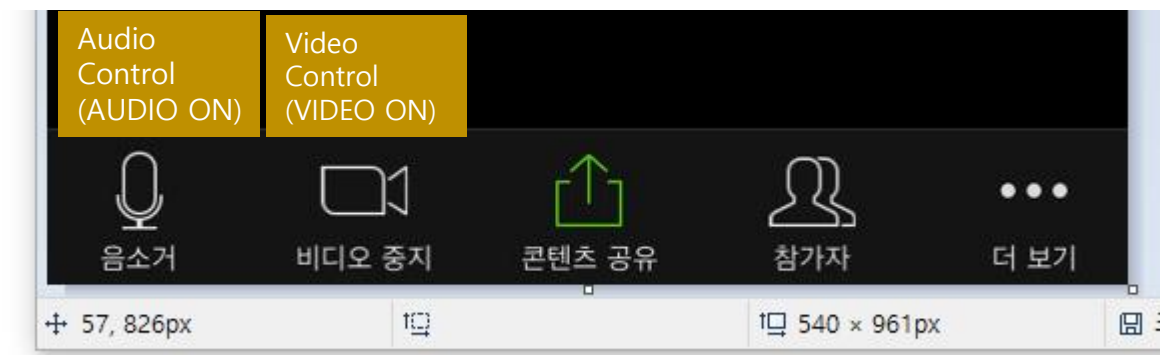 Audio
Control
(AUDIO ON)
Video
Control
(VIDEO ON)
음소거
비디오 중지
콘텐츠 공유
참가자
더 보기
57, 826px
540 × 961px